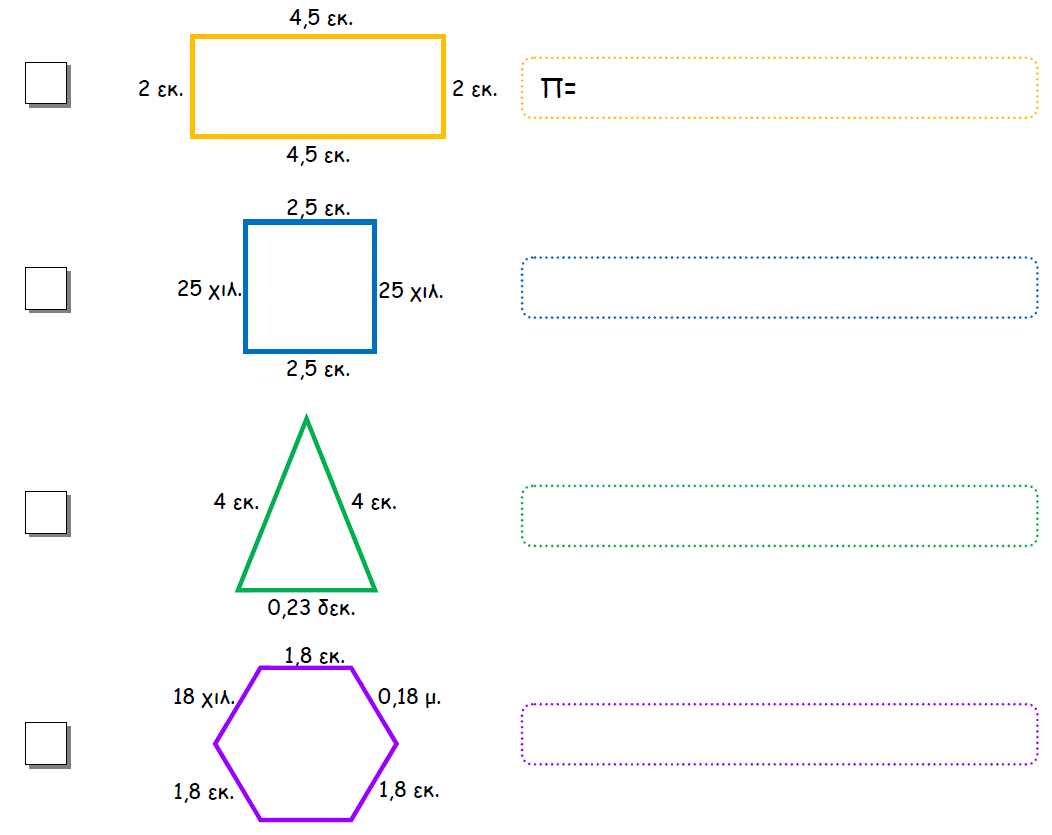 4,5 εκ.
2 εκ.
2 εκ.
Π=
4,5 εκ.
2,5 εκ.
25 χιλ.
25 χιλ.
2,5 εκ.
4 εκ.
4 εκ.
0,23 δεκ.
1,8 εκ.
18 χιλ.
0,18 μ.
1,8 εκ.
1,8 εκ.